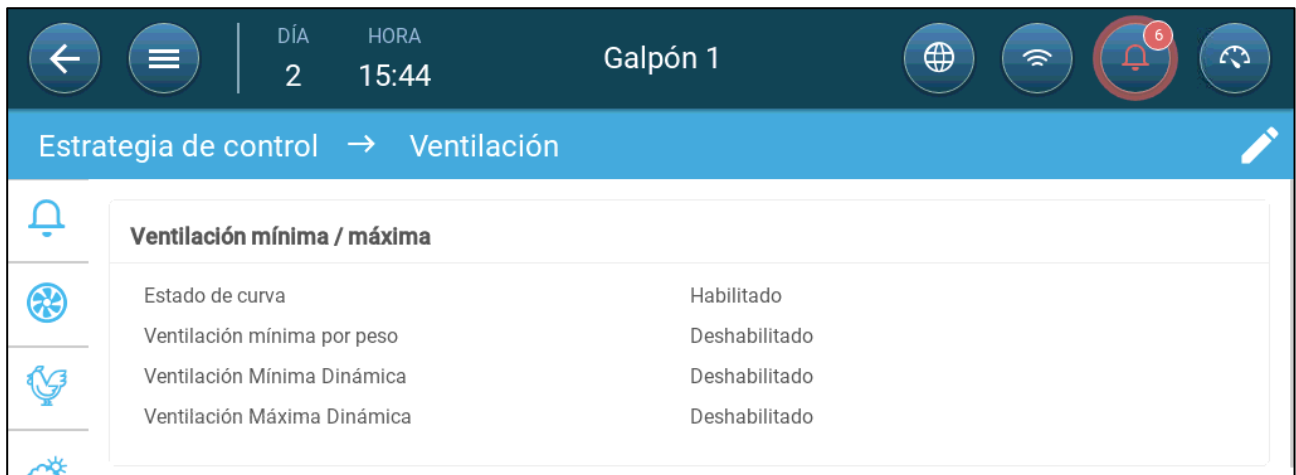 DÍA HORA
2 15:44 Galpón 1 6
Estrategia de control → Ventilación
Ventilación mínima / máxima
Estado de curva Habilitado
Ventilación mínima por peso Deshabilitado
Ventilación Mínima Dinámica Deshabilitado
Ventilación Máxima Dinámica Deshabilitado